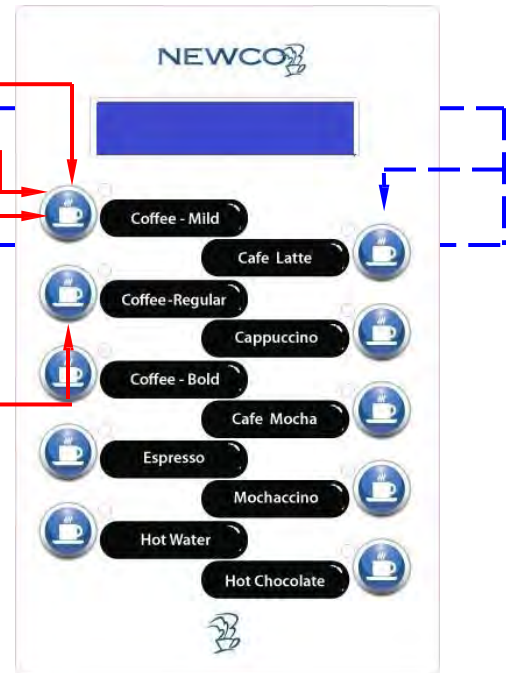 NEWCO
Coffee - Mild
Cafe Latte
Coffee-Regular
Cappuccino
Coffee - Bold
Cafe Mocha
Espresso
Mochaccino
Hot Water
Hot Chocolate